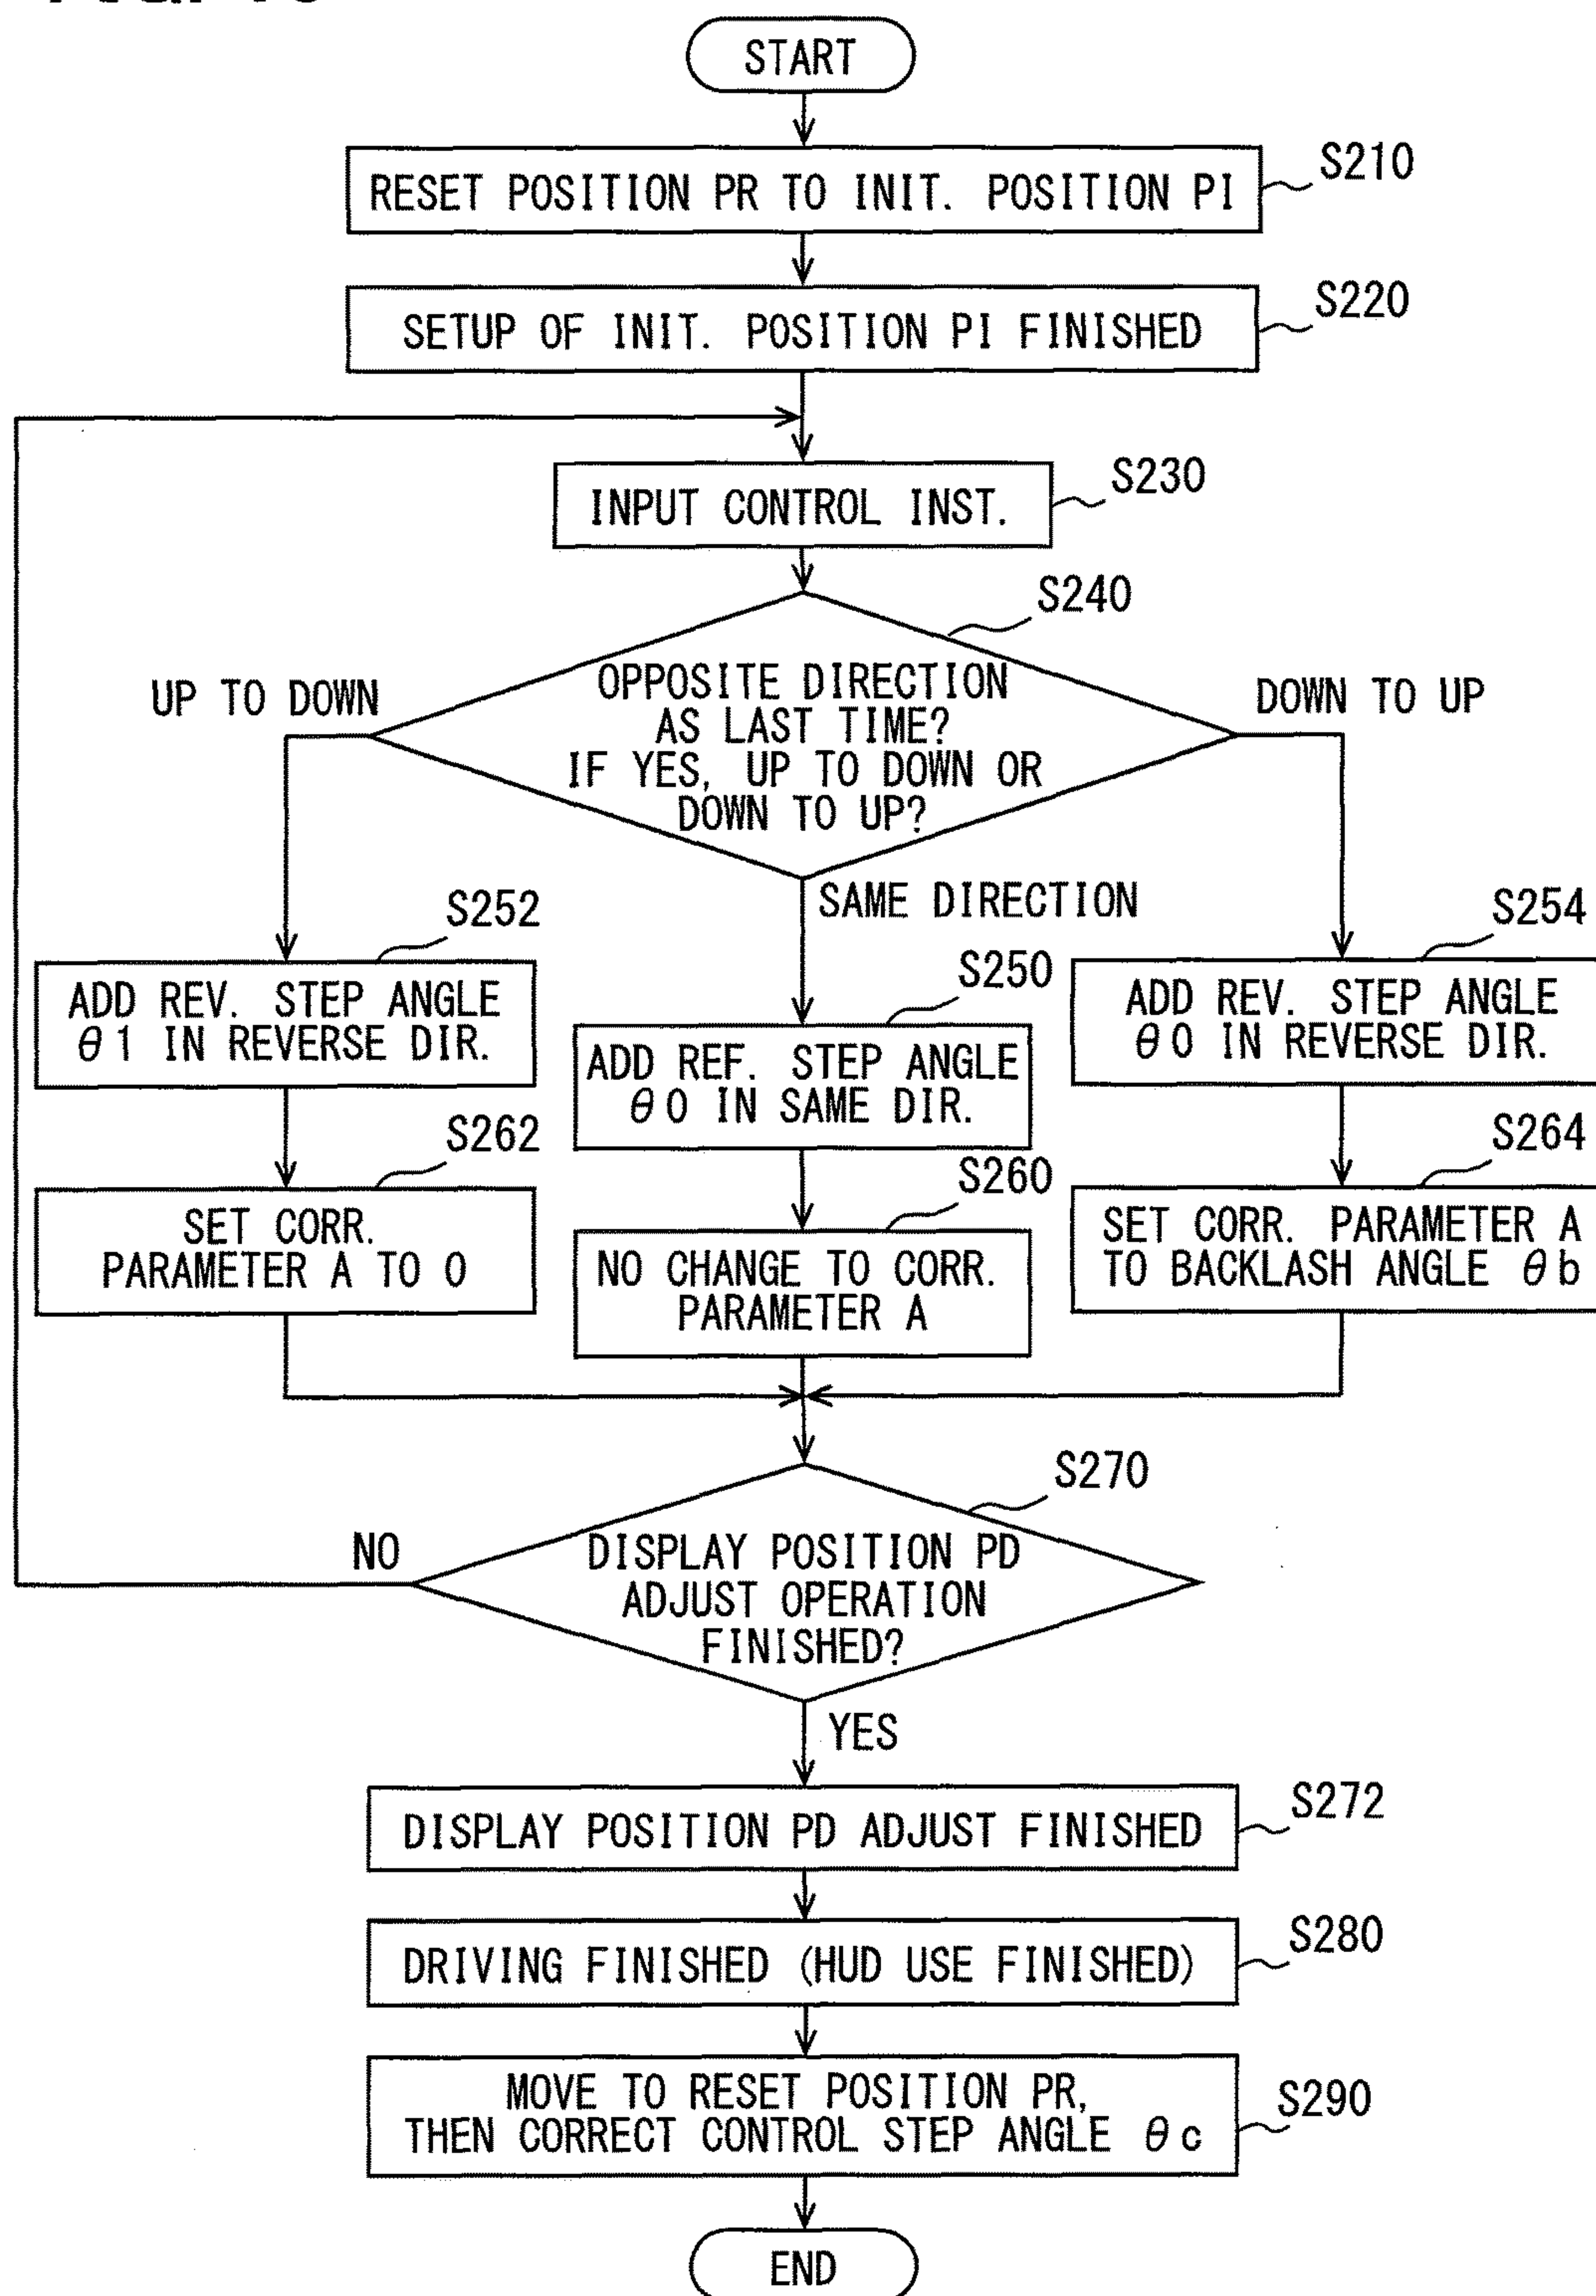 START
RESET POSITION PR TO INIT. POSITION PI
S210
SETUP OF INIT. POSITION PI FINISHED
S220
INPUT CONTROL INST.
S230
S240
OPPOSITE DIRECTION
AS LAST TIME?
IF YES, UP TO DOWN OR
DOWN TO UP?
UP TO DOWN
DOWN TO UP
SAME DIRECTION
S252
ADD REV. STEP ANGLE
θ1 IN REVERSE DIR.
S250
ADD REF. STEP ANGLE
θ0 IN SAME DIR.
S254
ADD REV. STEP ANGLE
θ0 IN REVERSE DIR.
S262
SET CORR.
PARAMETER A TO 0
S260
NO CHANGE TO CORR.
PARAMETER A
S264
SET CORR. PARAMETER A
TO BACKLASH ANGLE θb
S270
NO
DISPLAY POSITION PD
ADJUST OPERATION
FINISHED?
YES
DISPLAY POSITION PD ADJUST FINISHED
S272
DRIVING FINISHED (HUD USE FINISHED)
S280
MOVE TO RESET POSITION PR,
THEN CORRECT CONTROL STEP ANGLE θc
S290
END